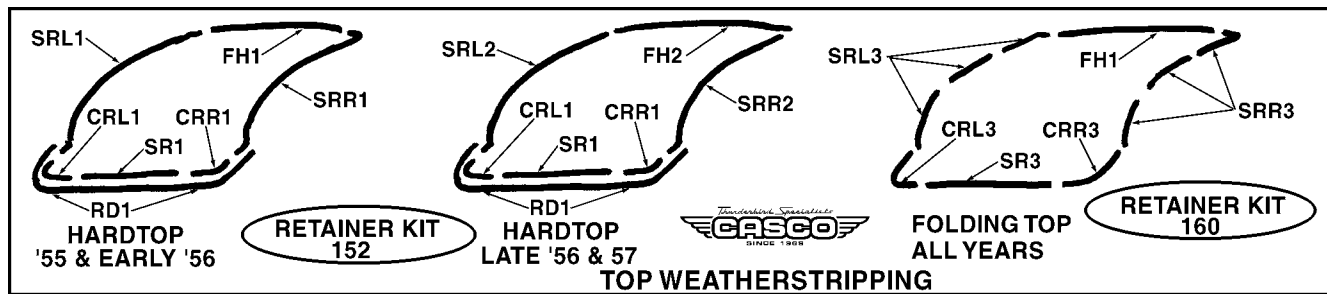 SRL1
FH1
SRR1
CRL1
CRR1
SR1
RD1
HARDTOP
'55 & EARLY '56
RETAINER KIT
152
SRL2
FH2
SRR2
CRL1
CRR1
SR1
RD1
HARDTOP
LATE '56 & 57
Thunderbird Specialists
CASCO
SINCE 1969
SRL3
FH1
SRR3
CRL3
CRR3
SR3
FOLDING TOP
ALL YEARS
RETAINER KIT
160
TOP WEATHERSTRIPPING